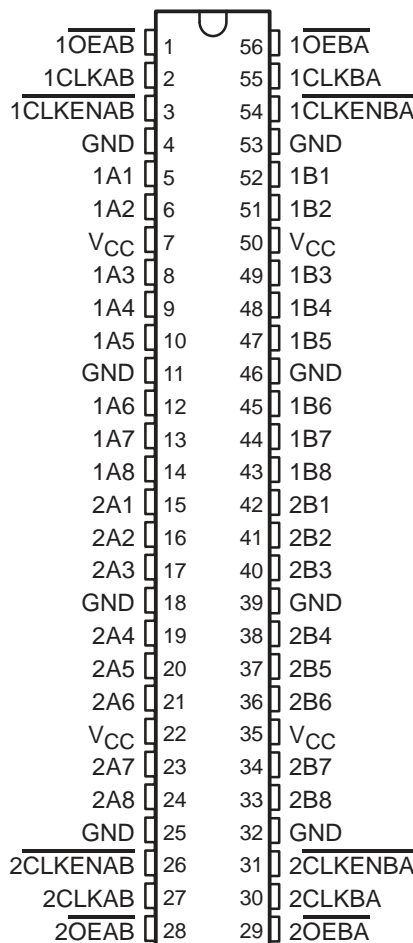 1OEAB 1 56 1OEBA
1CLKAB 2 55 1CLKBA
1CLKENAB 3 54 1CLKENBA
GND 4 53 GND
1A1 5 52 1B1
1A2 6 51 1B2
VCC 7 50 VCC
1A3 8 49 1B3
1A4 9 48 1B4
1A5 10 47 1B5
GND 11 46 GND
1A6 12 45 1B6
1A7 13 44 1B7
1A8 14 43 1B8
2A1 15 42 2B1
2A2 16 41 2B2
2A3 17 40 2B3
GND 18 39 GND
2A4 19 38 2B4
2A5 20 37 2B5
2A6 21 36 2B6
VCC 22 35 VCC
2A7 23 34 2B7
2A8 24 33 2B8
GND 25 32 GND
2CLKENAB 26 31 2CLKENBA
2CLKAB 27 30 2CLKBA
2OEAB 28 29 2OEBA